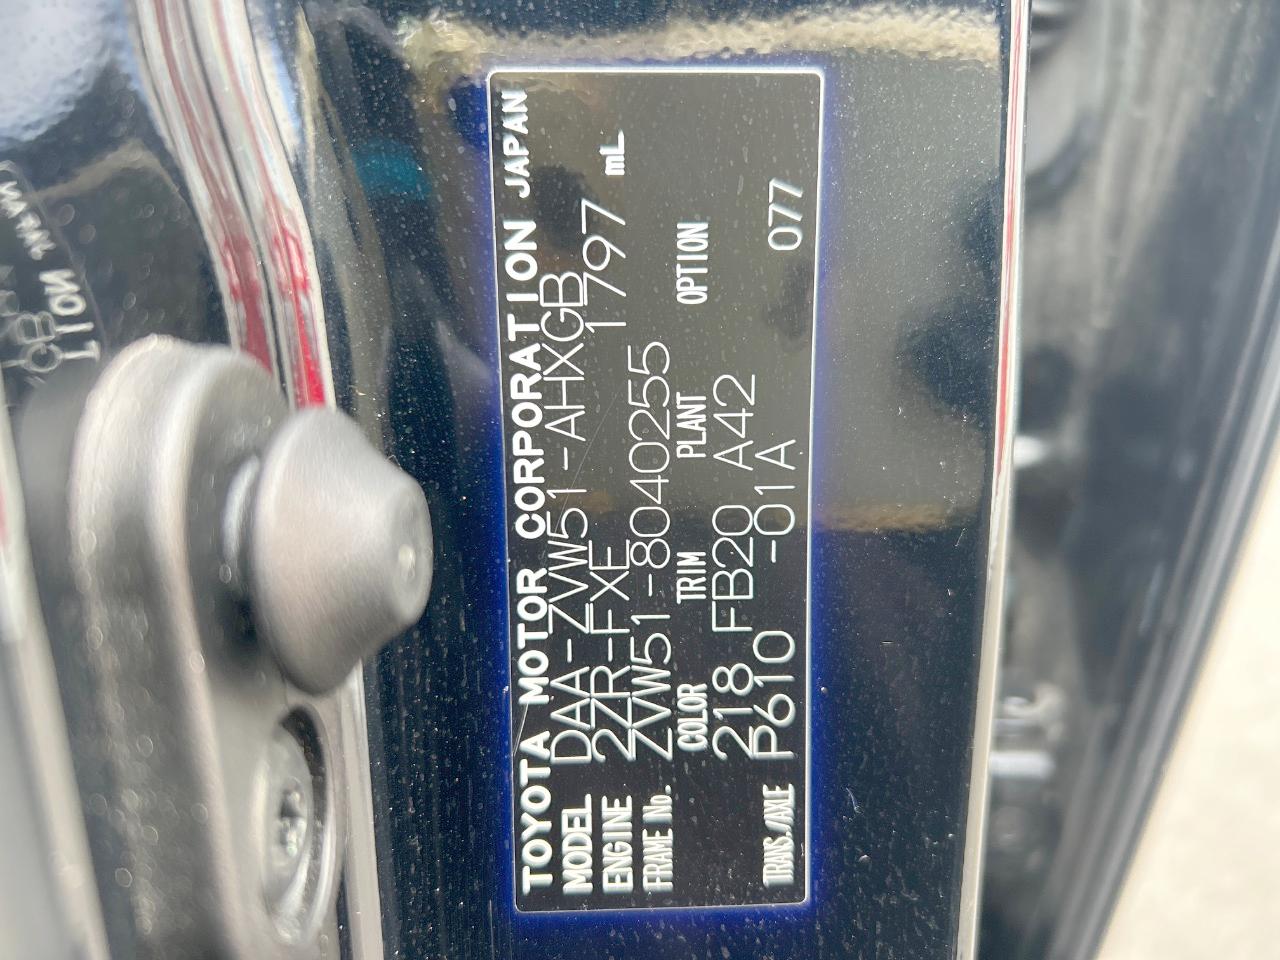 TOYOTA MOTOR CORPORATION JAPAN
MODEL DAA-ZVW51-AHXGB
ENGINE 2ZR-FXE 1797 mL
FRAME No. ZVW51-8040255
COLOR TRIM PLANT OPTION
218 FB20 A42
TRANS./AXLE P610 -01A 077